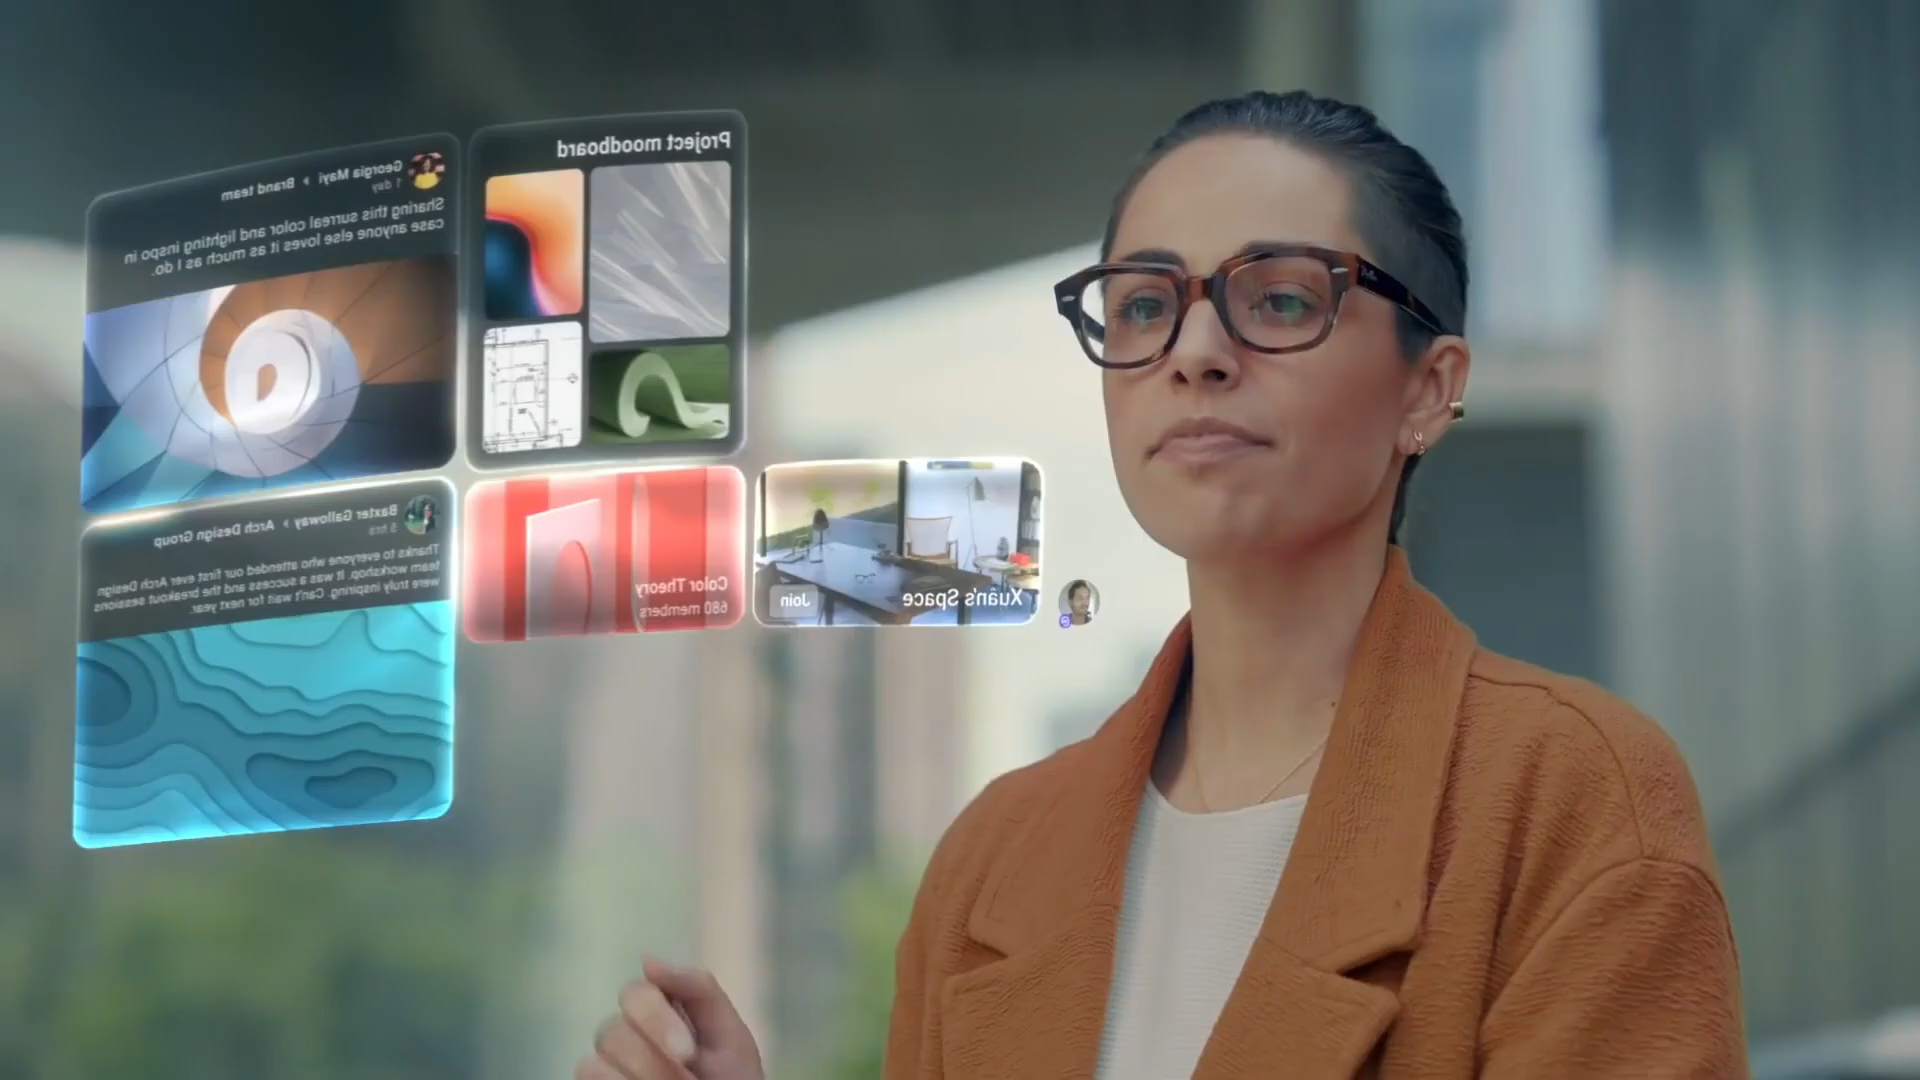 Georgia Mayi › Brand team
1 day
Sharing this surreal color and lighting inspo in
case anyone else loves it as much as I do.
Project moodboard
Baxter Galloway › Arch Design Group
5 hrs
Thanks to everyone who attended our first ever Arch Design
team workshop. It was a success and the breakout sessions
were truly inspiring. Can't wait for next year.
Color Theory
680 members
Xuân's Space
Join
Ray-Ban